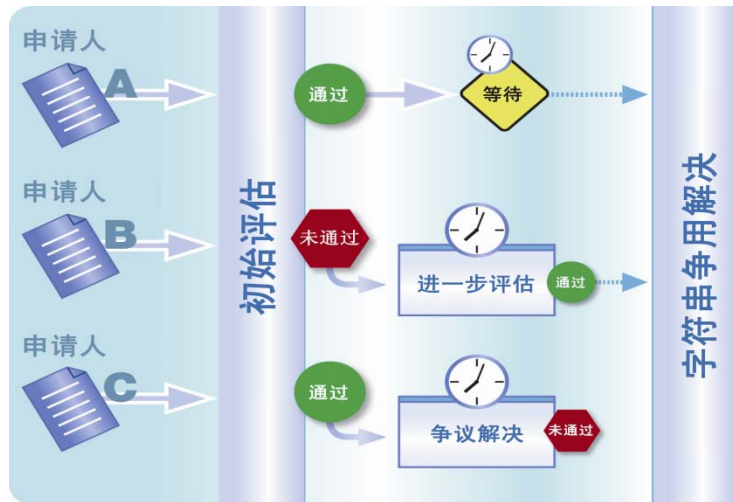 申请人
A
通过
等待
申请人
B
初始评估
未通过
进一步评估
通过
字符串争用解决
申请人
C
通过
争议解决
未通过